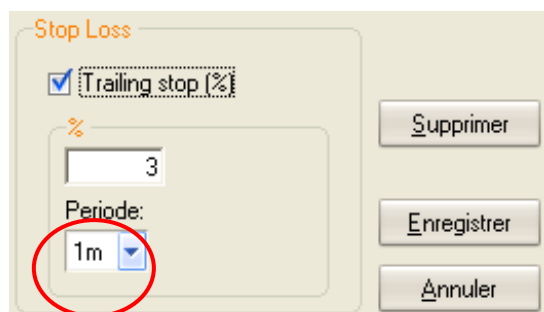 Stop Loss
Trailing stop (%)
%
3
Periode:
1m
Supprimer
Enregistrer
Annuler